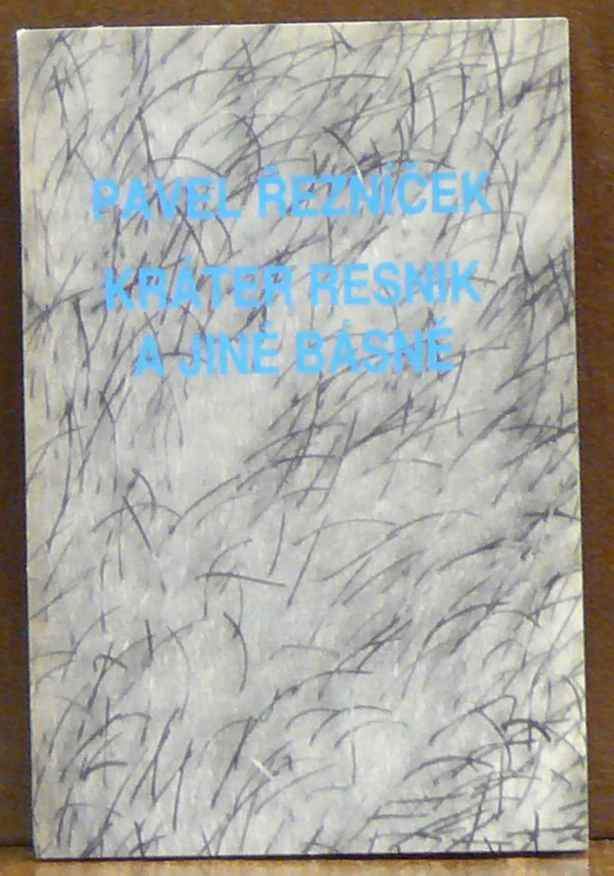 PAVEL ŘEZNÍČEK
KRÁTER RESNIK
A JINÉ BÁSNĚ